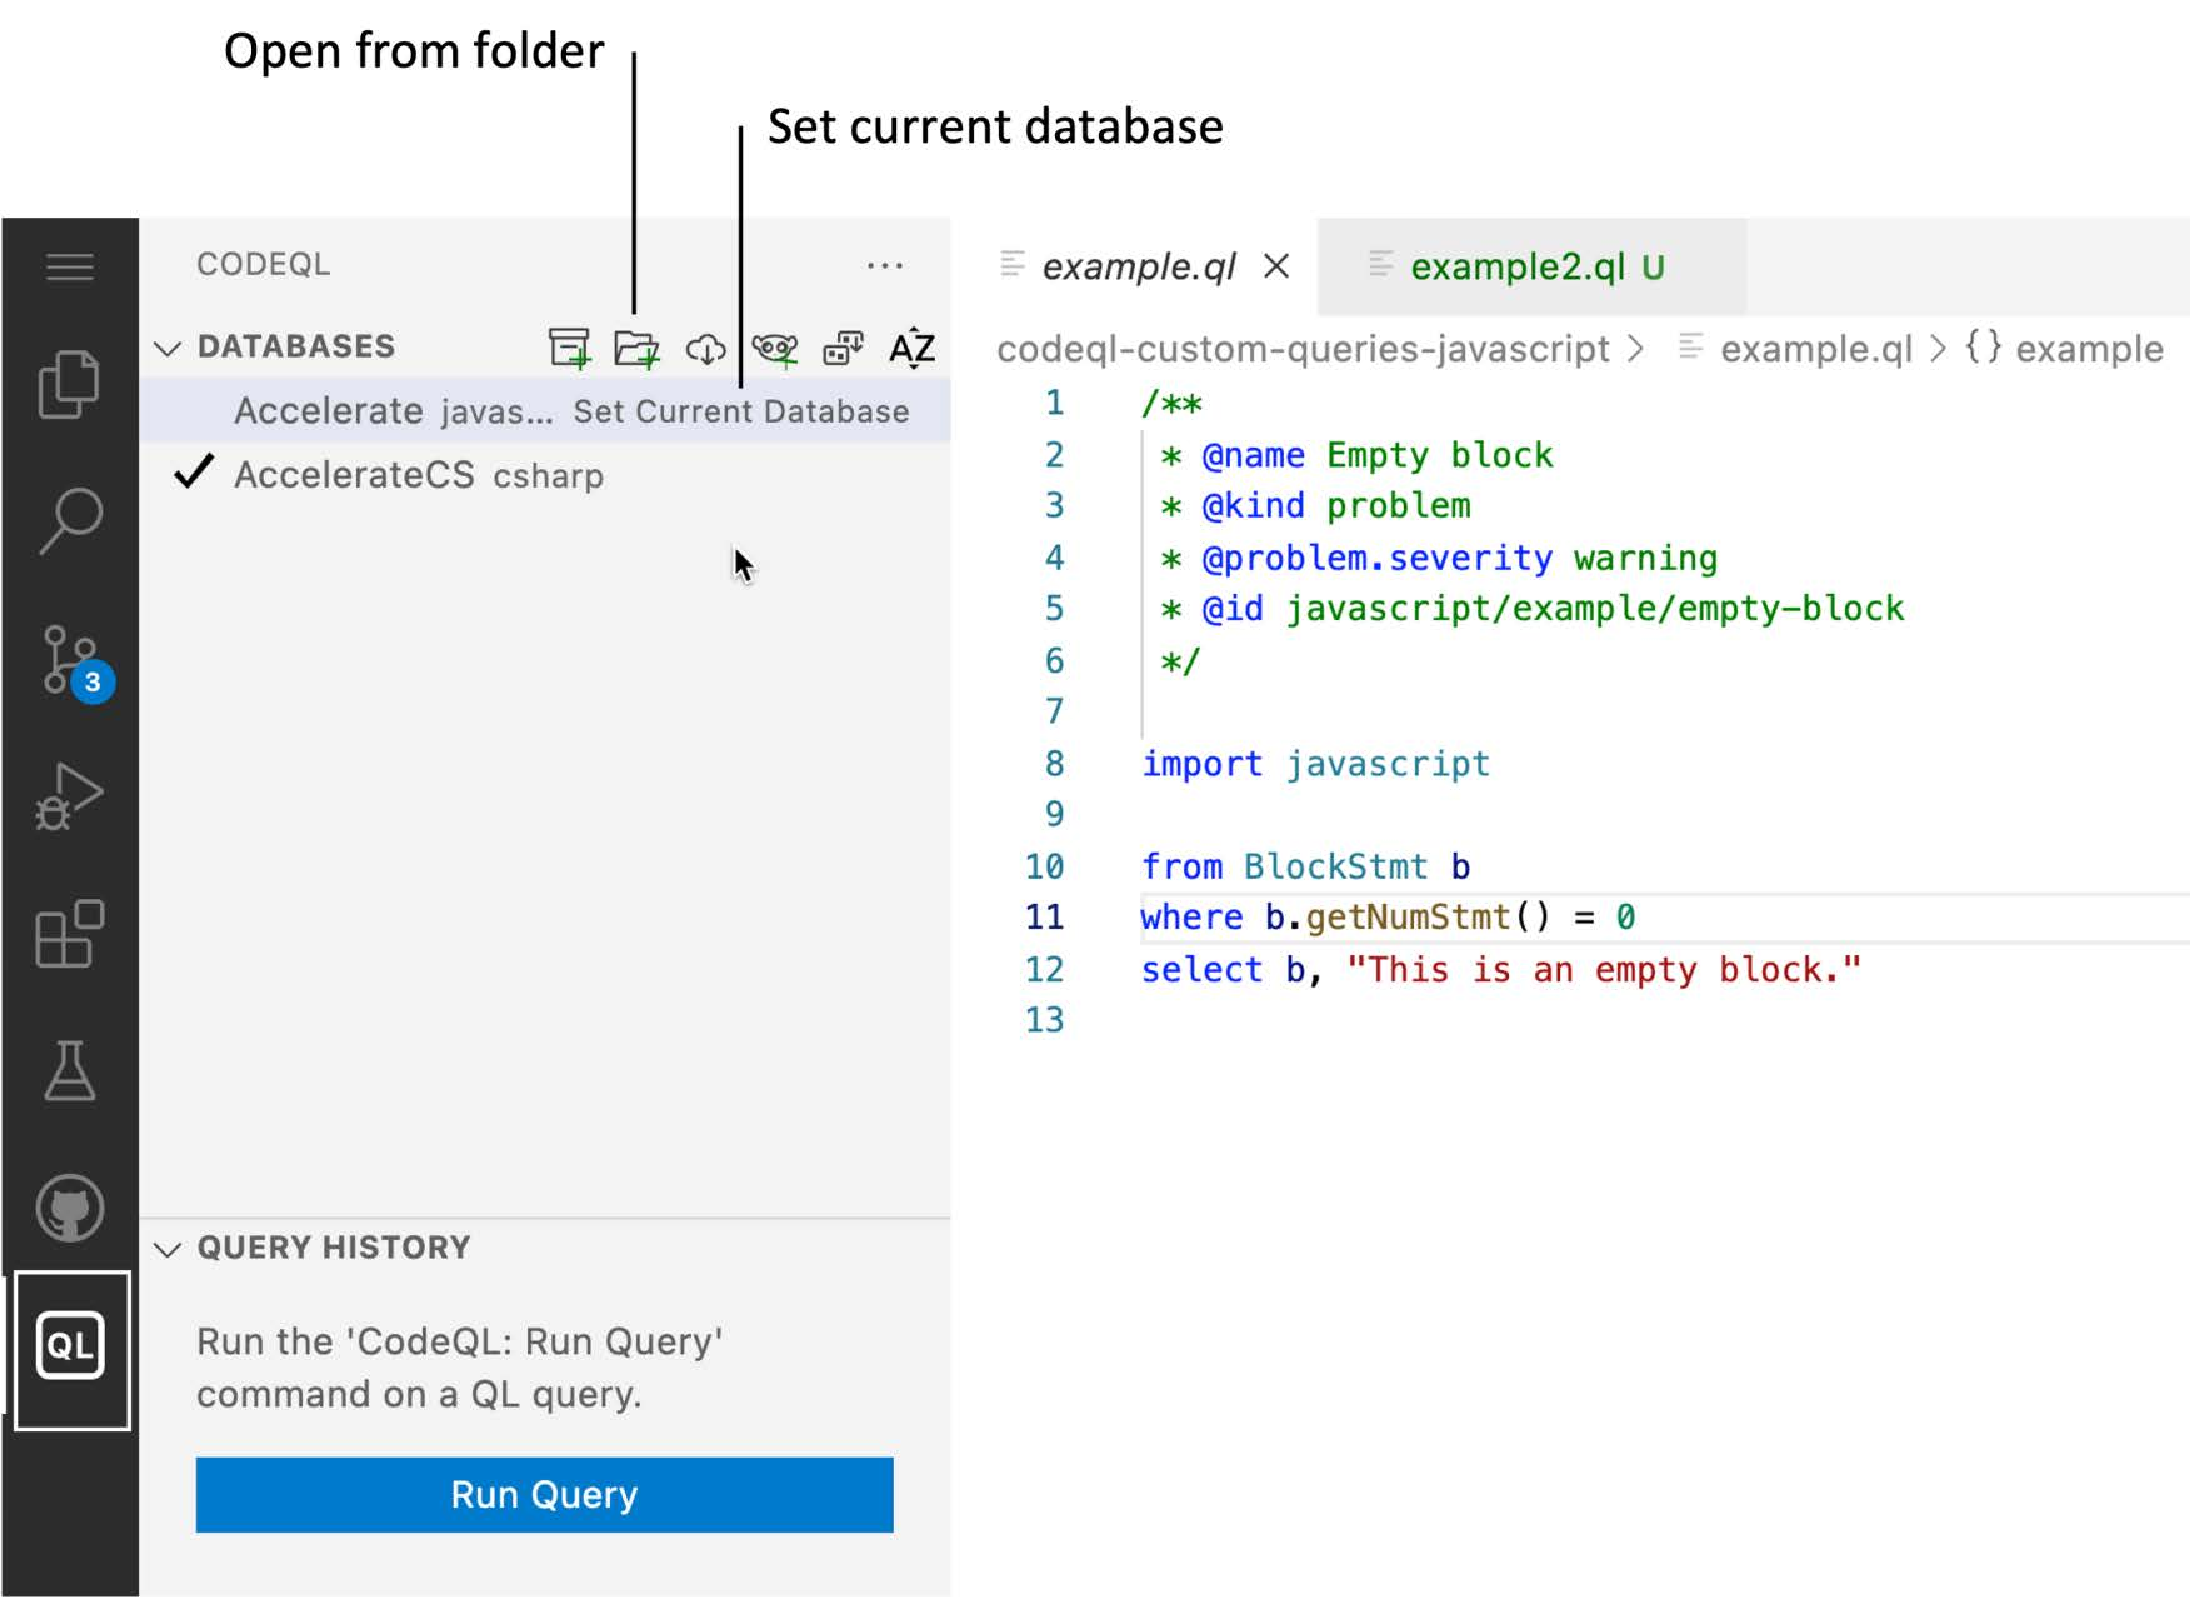 Open from folder
Set current database
CODEQL
DATABASES
AZ
Accelerate javas... Set Current Database
AccelerateCS csharp
3
QUERY HISTORY
Run the 'CodeQL: Run Query'
command on a QL query.
Run Query
QL
example.ql
example2.ql U
codeql-custom-queries-javascript > example.ql > {} example
1 /**
2 * @name Empty block
3 * @kind problem
4 * @problem.severity warning
5 * @id javascript/example/empty-block
6 */
7
8 import javascript
9
10 from BlockStmt b
11 where b.getNumStmt() = 0
12 select b, "This is an empty block."
13